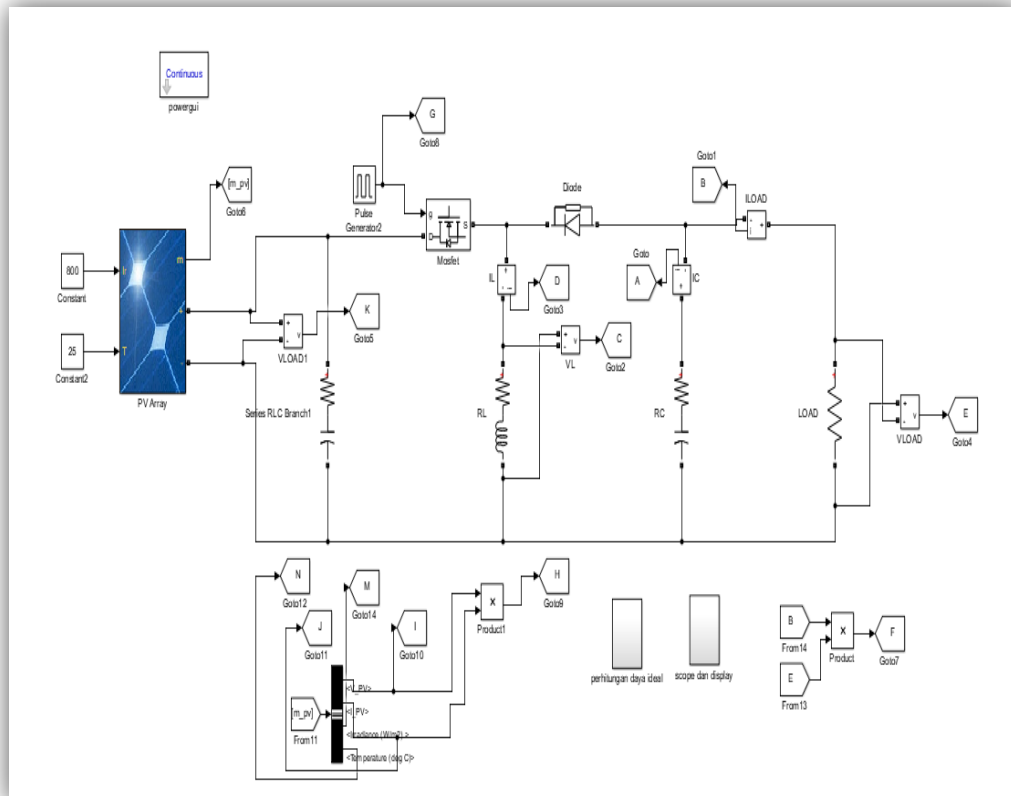 Continuous
powergui
G
Goto8
Goto1
B
ILOAD
i
Diode
[m_pv]
Goto6
Pulse
Generator2
g
D
S
Mosfet
m
800
Constant
25
Constant2
T
PV Array
+
-
v
VLOAD1
K
Goto5
IL
D
Goto3
Goto
A
IC
+
-
v
VL
C
Goto2
Series RLC Branch1
RL
RC
LOAD
+
-
v
VLOAD
E
Goto4
N
Goto12
M
Goto14
H
Goto9
×
Product1
J
Goto11
I
Goto10
perhitungan daya ideal
scope dan display
B
From14
×
Product
F
Goto7
E
From13
[m_pv]
From11
<V_PV>
<I_PV>
<Irradiance (W/m2) >
<Temperature (deg C)>